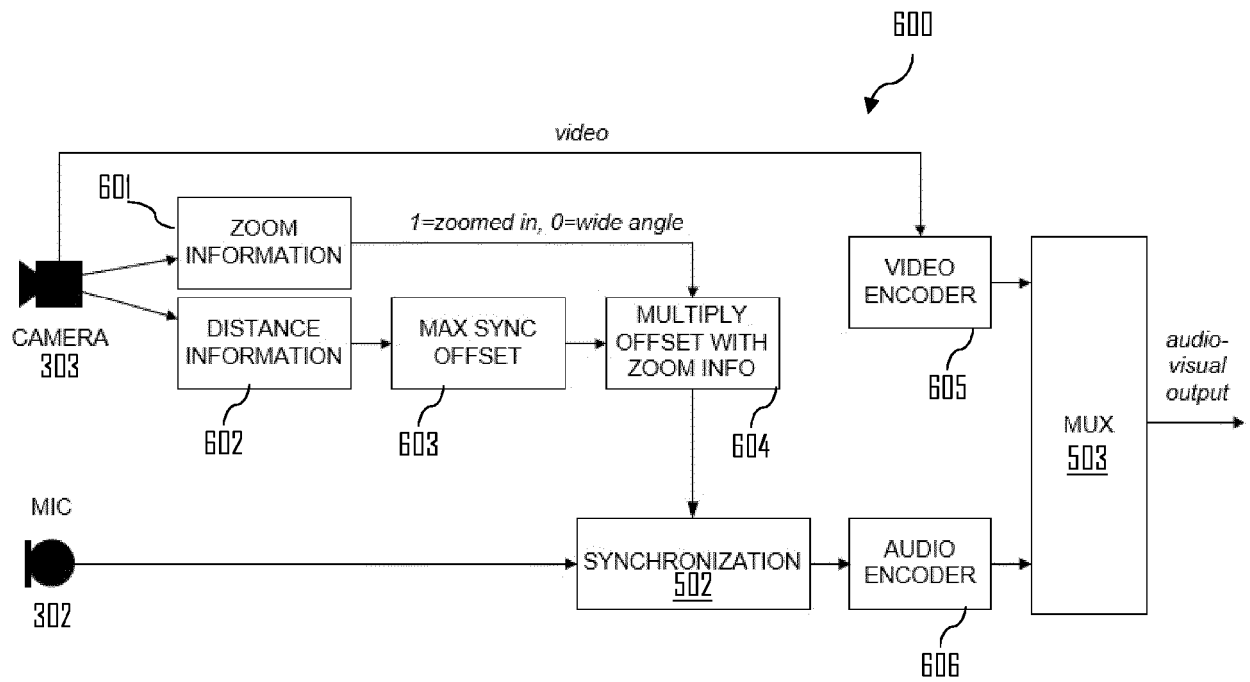 600
video
601
ZOOM
INFORMATION
1=zoomed in, 0=wide angle
VIDEO
ENCODER
605
CAMERA
303
DISTANCE
INFORMATION
602
MAX SYNC
OFFSET
603
MULTIPLY
OFFSET WITH
ZOOM INFO
604
audio-
visual
output
MUX
503
MIC
302
SYNCHRONIZATION
502
AUDIO
ENCODER
606